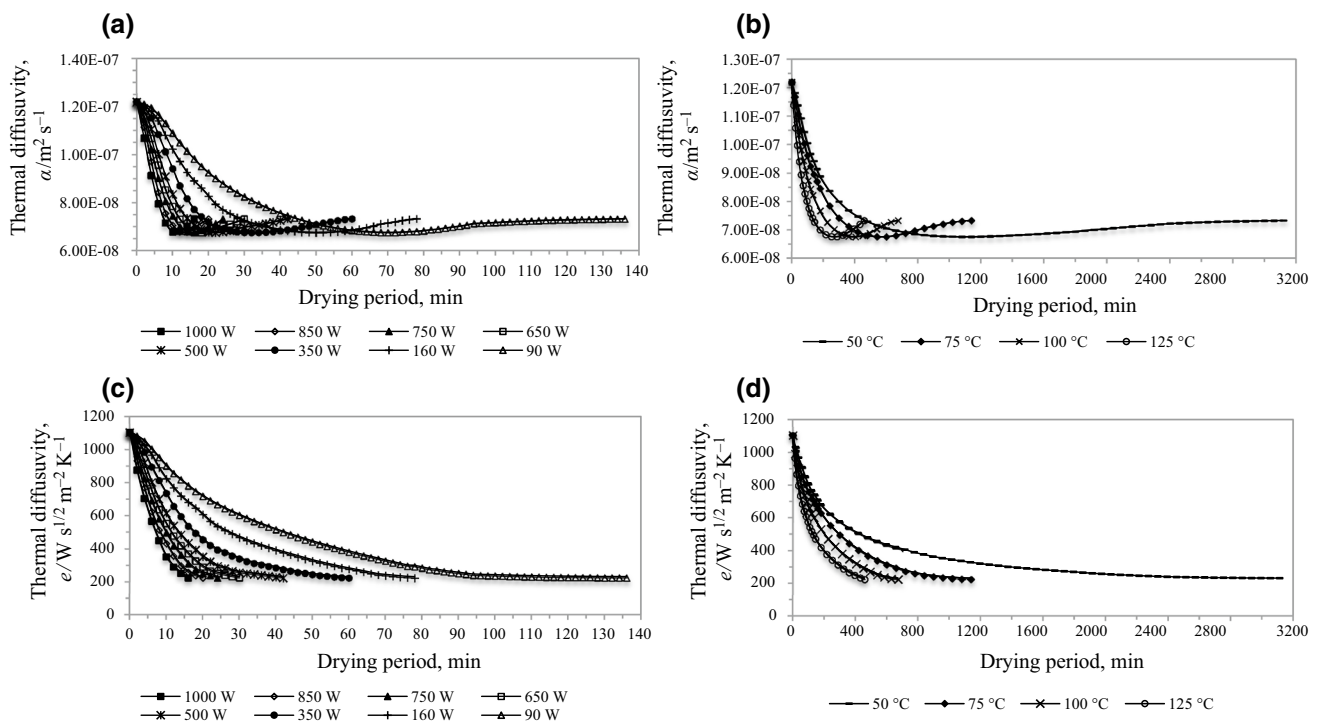 (a)
Thermal diffusuvity,
α/m² s⁻¹
1.40E-07
1.20E-07
1.00E-07
8.00E-08
6.00E-08
0 10 20 30 40 50 60 70 80 90 100 110 120 130 140
Drying period, min
1000 W 850 W 750 W 650 W
500 W 350 W 160 W 90 W
(b)
Thermal diffusuvity,
α/m² s⁻¹
1.30E-07
1.20E-07
1.10E-07
1.00E-07
9.00E-08
8.00E-08
7.00E-08
6.00E-08
0 400 800 1200 1600 2000 2400 2800 3200
Drying period, min
50 °C 75 °C 100 °C 125 °C
(c)
Thermal diffusuvity,
e/W s¹/² m⁻² K⁻¹
1200
1000
800
600
400
200
0
0 10 20 30 40 50 60 70 80 90 100 110 120 130 140
Drying period, min
1000 W 850 W 750 W 650 W
500 W 350 W 160 W 90 W
(d)
Thermal diffusuvity,
e/W s¹/² m⁻² K⁻¹
1200
1000
800
600
400
200
0
0 400 800 1200 1600 2000 2400 2800 3200
Drying period, min
50 °C 75 °C 100 °C 125 °C